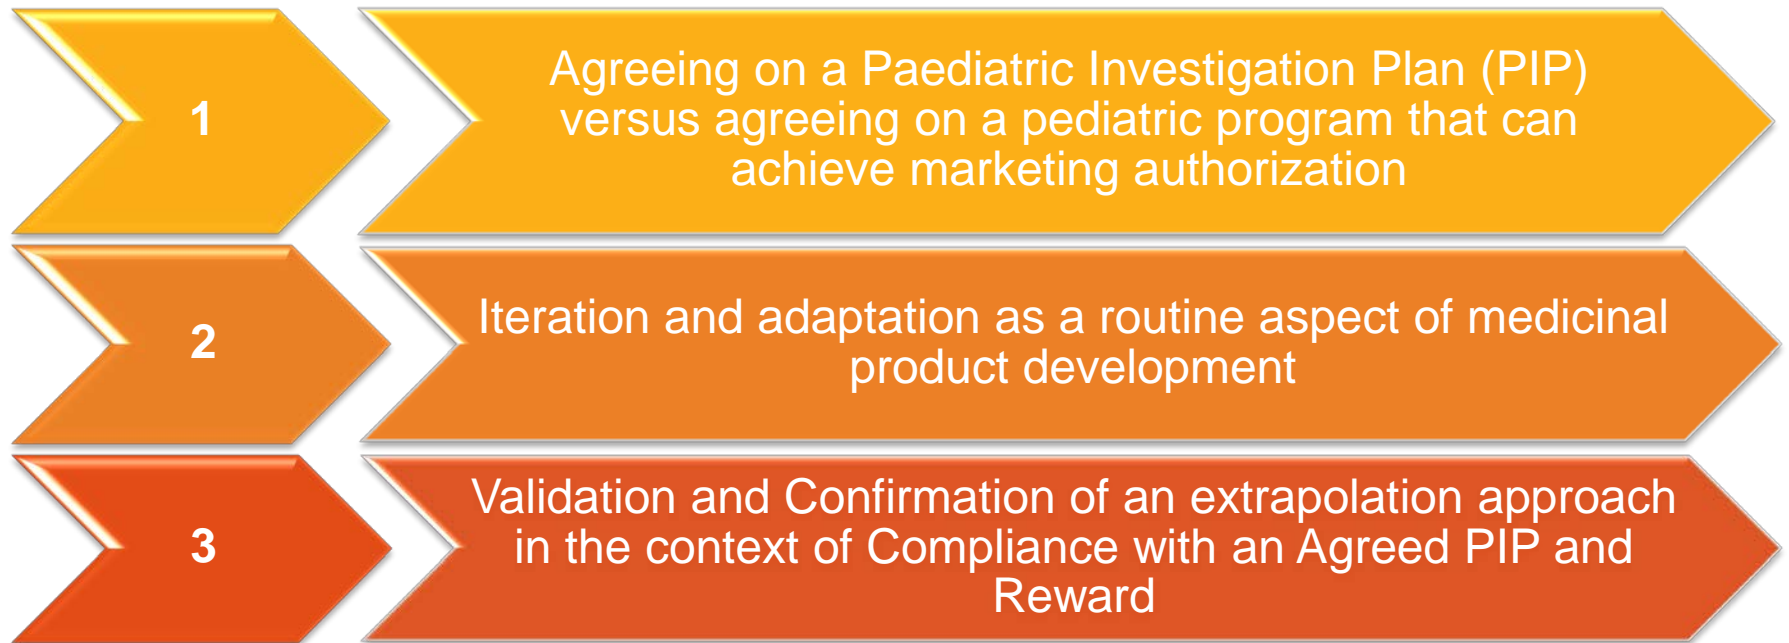 1
Agreeing on a Paediatric Investigation Plan (PIP)
versus agreeing on a pediatric program that can
achieve marketing authorization
2
Iteration and adaptation as a routine aspect of medicinal
product development
3
Validation and Confirmation of an extrapolation approach
in the context of Compliance with an Agreed PIP and
Reward